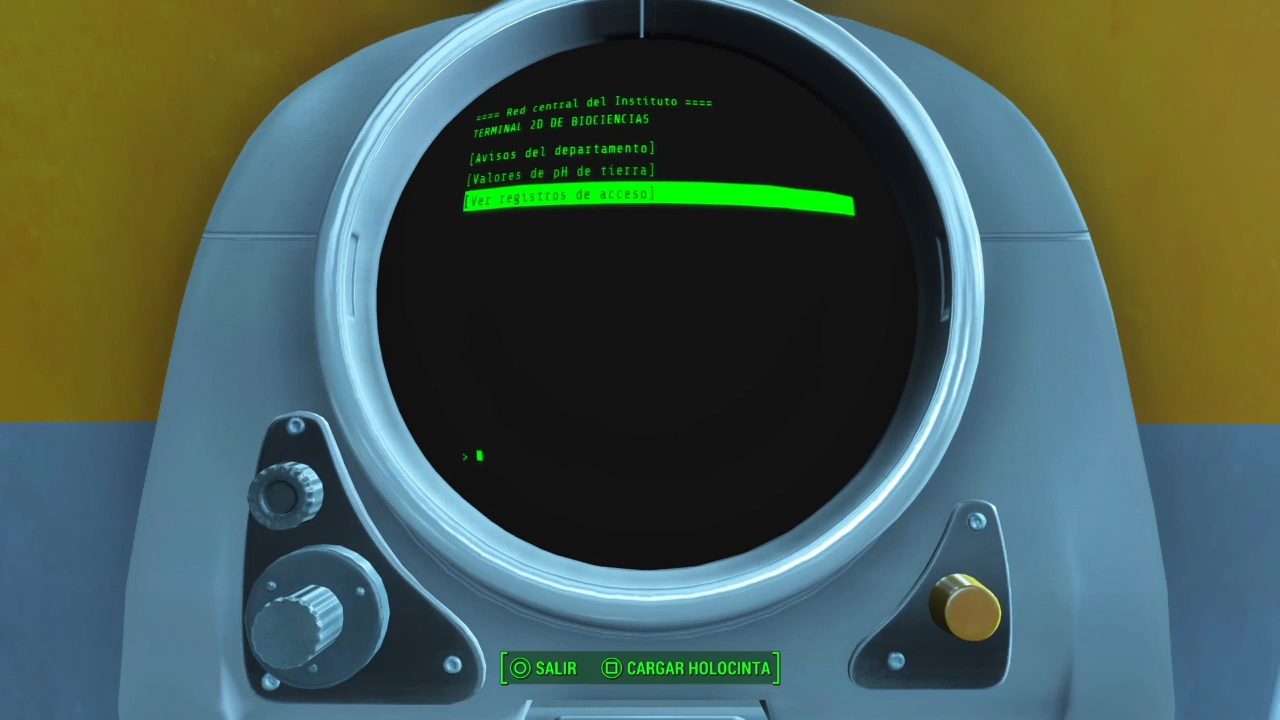 ==== Red central del Instituto ====
TERMINAL 2D DE BIOCIENCIAS
[Avisos del departamento]
[Valores de pH de tierra]
[Ver registros de acceso]
>
SALIR CARGAR HOLOCINTA